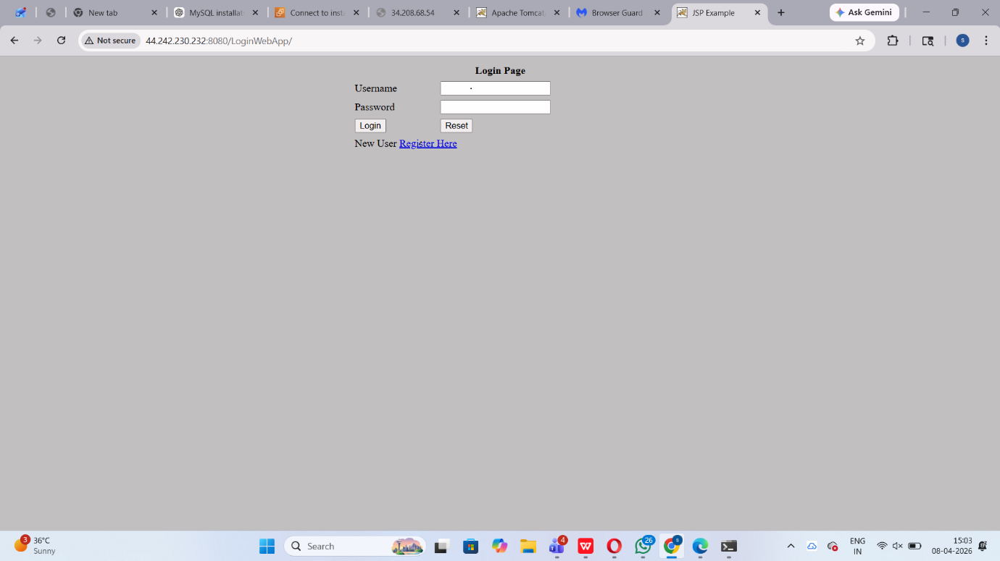 New tab
MySQL installat
Connect to insta
34.208.68.54
Apache Tomcat
Browser Guard
JSP Example
Ask Gemini
Not secure
44.242.230.232:8080/LoginWebApp/
S
Login Page
Username
Password
Login Reset
New User Register Here
3
36°C
Sunny
Search
4
26
S
ENG
IN
15:03
08-04-2026